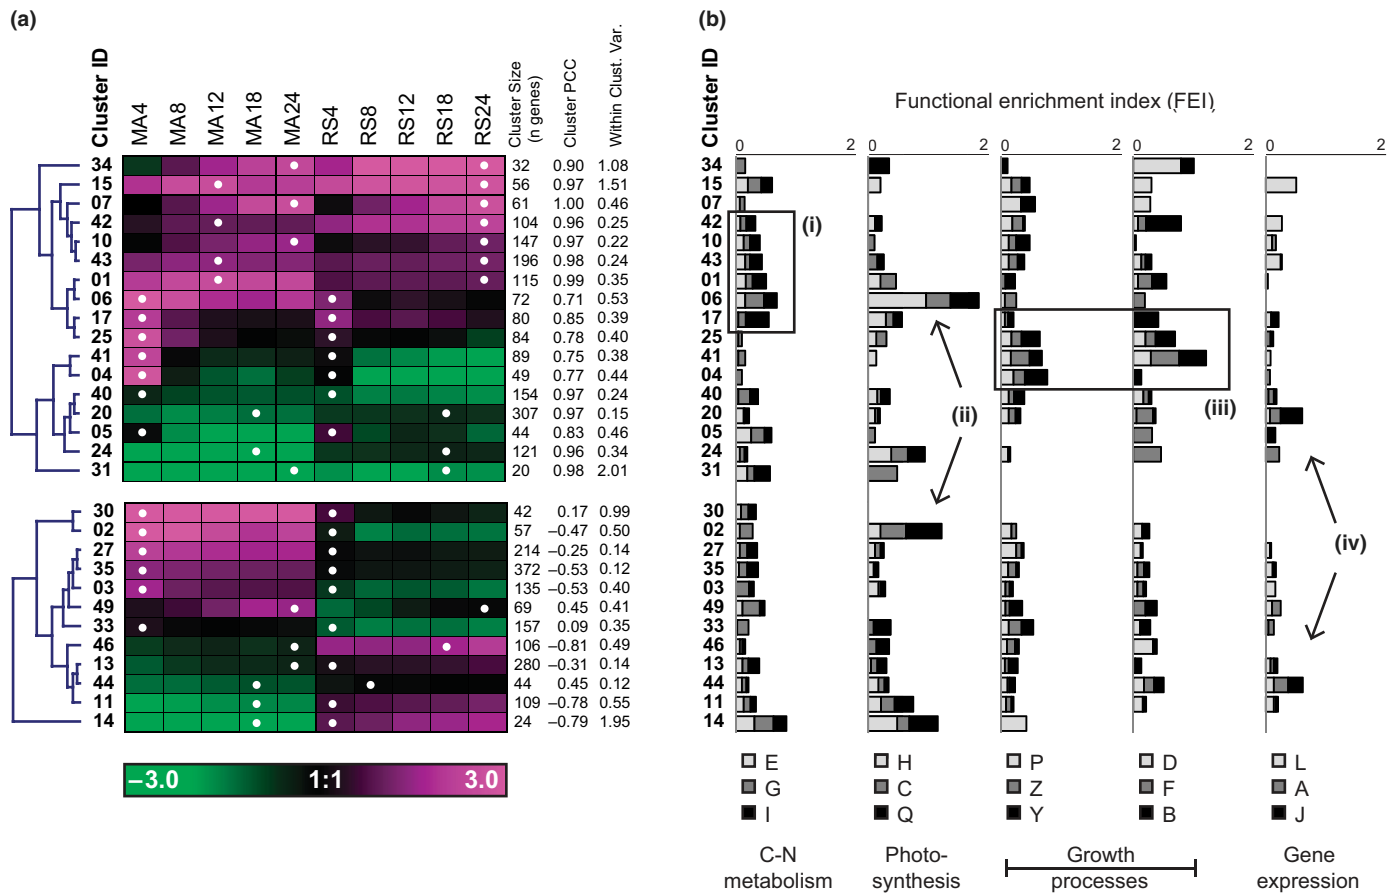 (a)
(b)
Cluster ID
MA4
MA8
MA12
MA18
MA24
RS4
RS8
RS12
RS18
RS24
Cluster Size
(n genes)
Cluster PCC
Within Clust. Var.
34 32 0.90 1.08
15 56 0.97 1.51
07 61 1.00 0.46
42 104 0.96 0.25
10 147 0.97 0.22
43 196 0.98 0.24
01 115 0.99 0.35
06 72 0.71 0.53
17 80 0.85 0.39
25 84 0.78 0.40
41 89 0.75 0.38
04 49 0.77 0.44
40 154 0.97 0.24
20 307 0.97 0.15
05 44 0.83 0.46
24 121 0.96 0.34
31 20 0.98 2.01
30 42 0.17 0.99
02 57 –0.47 0.50
27 214 –0.25 0.14
35 372 –0.53 0.12
03 135 –0.53 0.40
49 69 0.45 0.41
33 157 0.09 0.35
46 106 –0.81 0.49
13 280 –0.31 0.14
44 44 0.45 0.12
11 109 –0.78 0.55
14 24 –0.79 1.95
–3.0 1:1 3.0
Cluster ID
Functional enrichment index (FEI)
0 2 0 2 0 2 0 2 0 2
34
15
07
42
10
43
01
06
17
25
41
04
40
20
05
24
31
30
02
27
35
03
49
33
46
13
44
11
14
(i)
(ii)
(iii)
(iv)
E H P D L
G C Z F A
I Q Y B J
C-N
metabolism
Photo-
synthesis
Growth
processes
Gene
expression